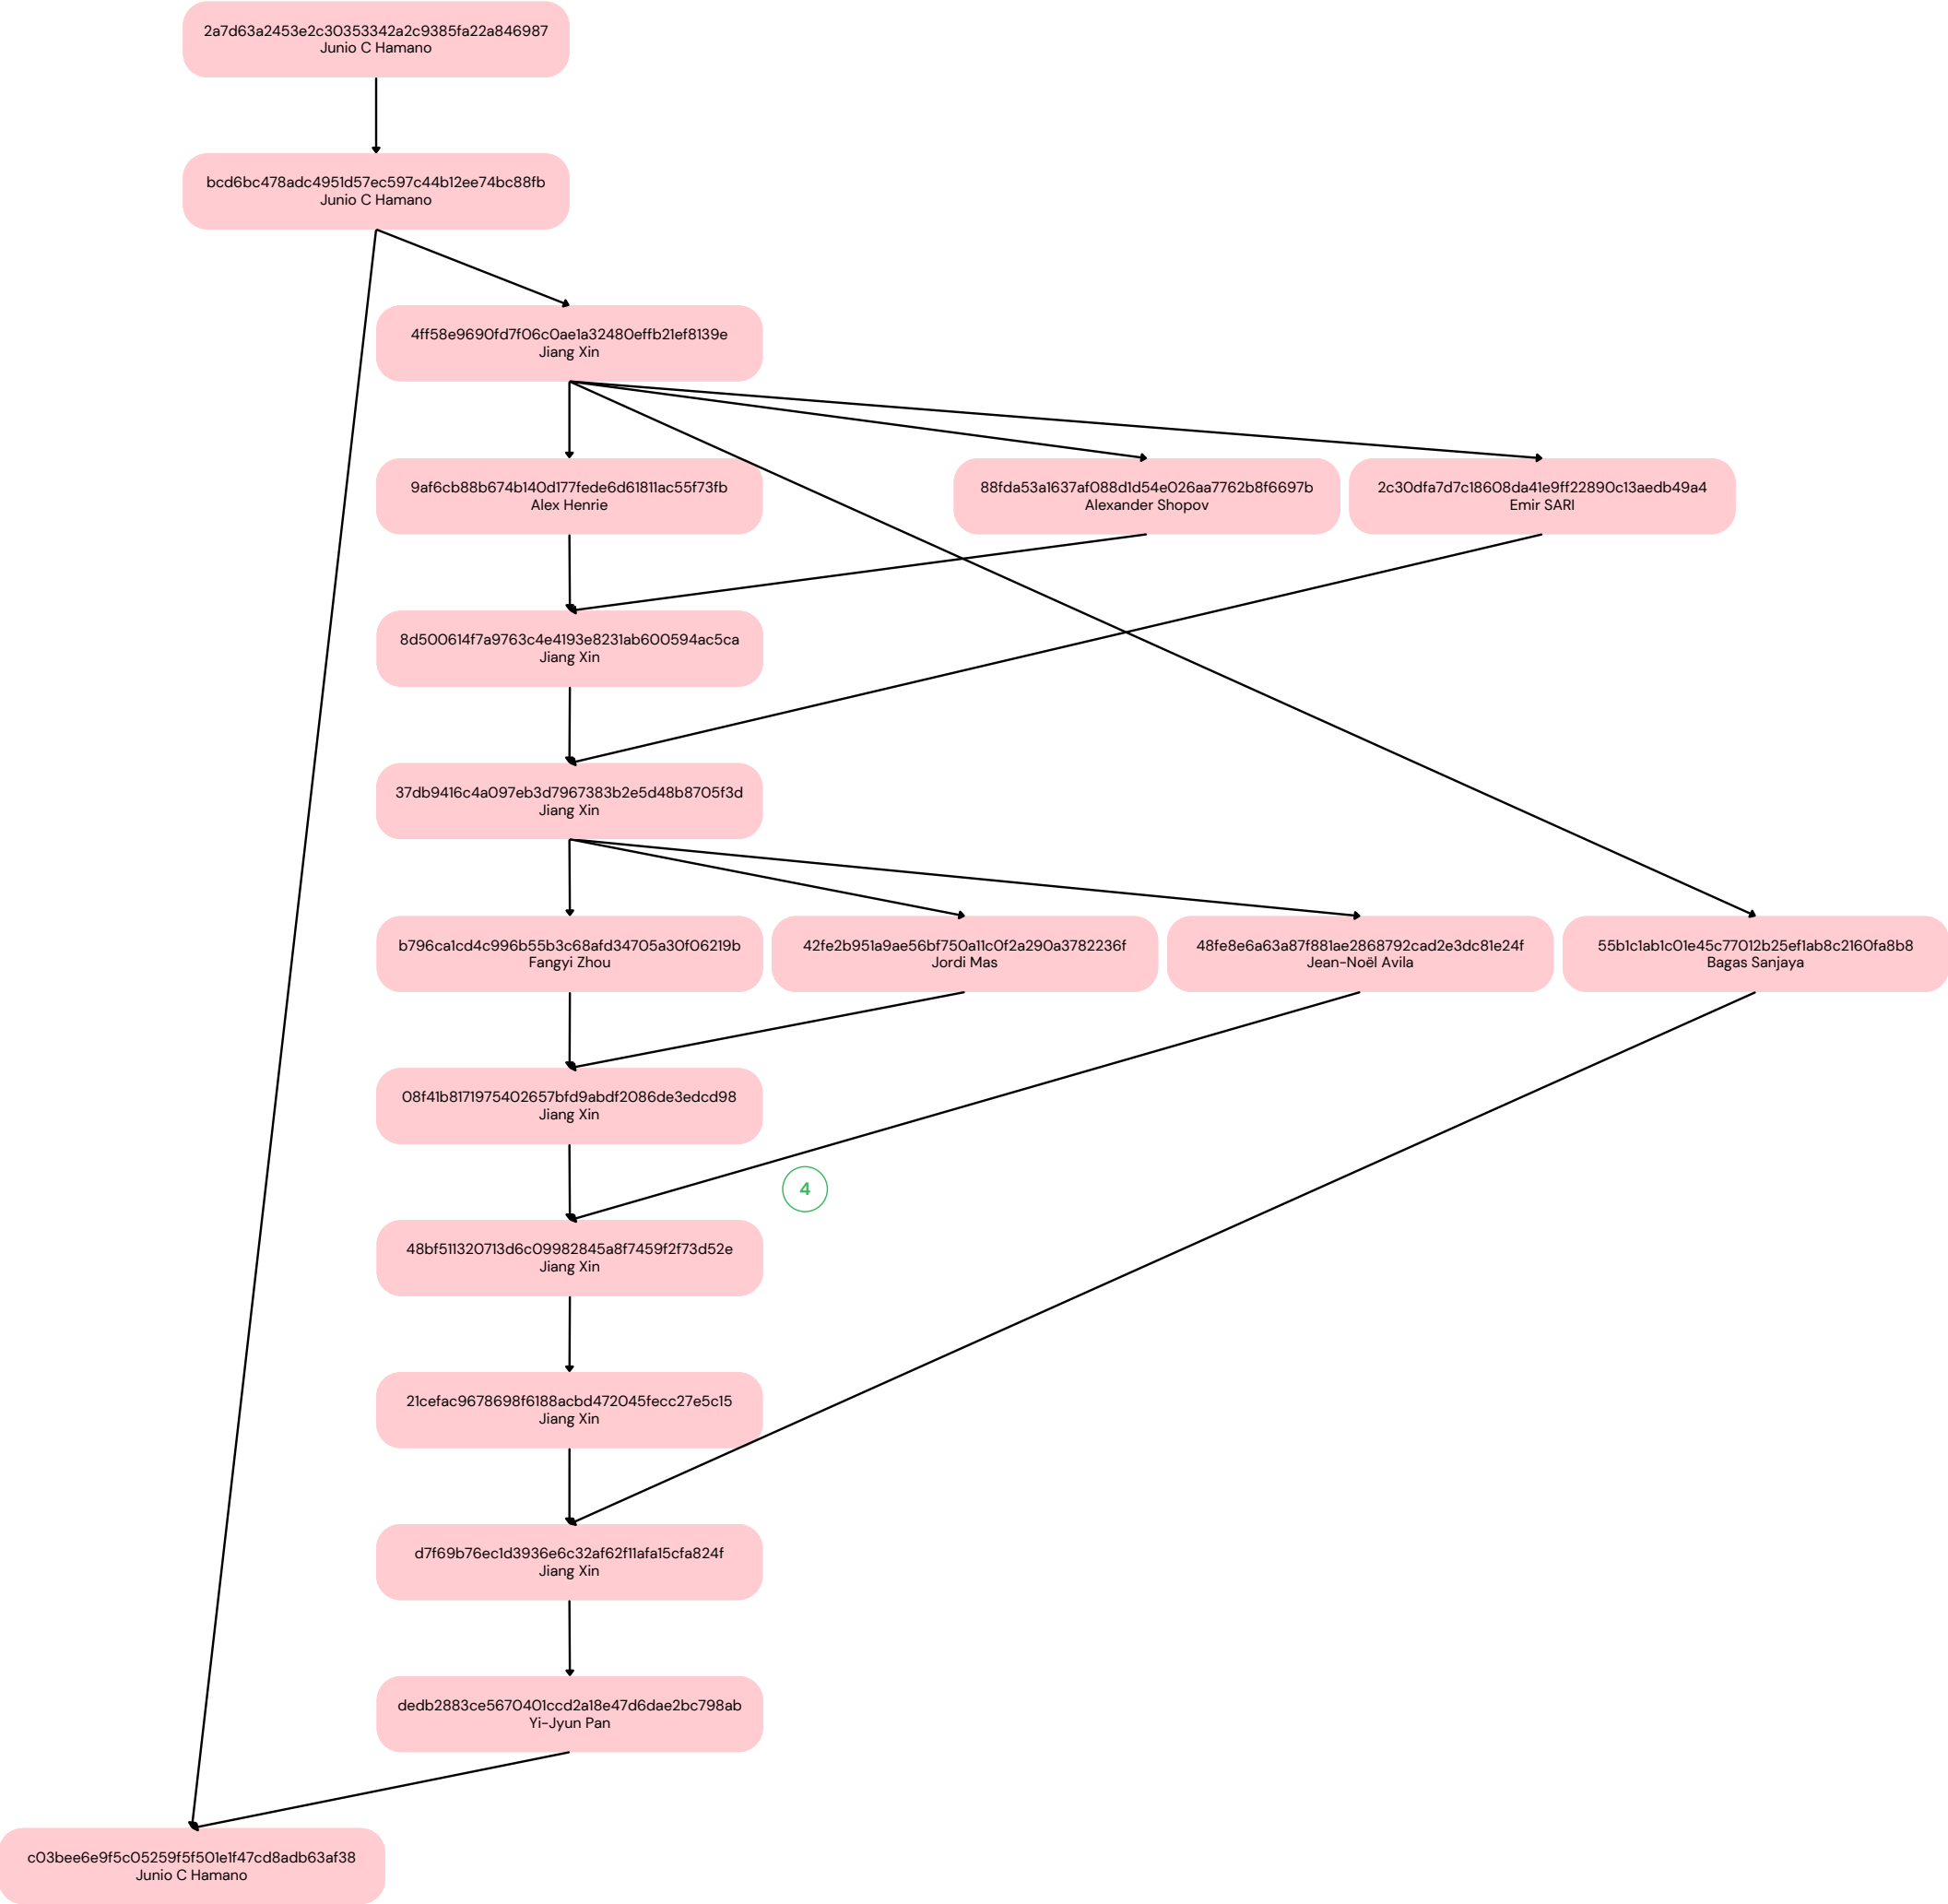 2a7d63a2453e2c30353342a2c9385fa22a846987
Junio C Hamano
bcd6bc478adc4951d57ec597c44b12ee74bc88fb
Junio C Hamano
4ff58e9690fd7f06c0ae1a32480effb21ef8139e
Jiang Xin
9af6cb88b674b140d177fede6d61811ac55f73fb
Alex Henrie
88fda53a1637af088d1d54e026aa7762b8f6697b
Alexander Shopov
2c30dfa7d7c18608da41e9ff22890c13aedb49a4
Emir SARI
8d500614f7a9763c4e4193e8231ab600594ac5ca
Jiang Xin
37db9416c4a097eb3d7967383b2e5d48b8705f3d
Jiang Xin
b796ca1cd4c996b55b3c68afd34705a30f06219b
Fangyi Zhou
42fe2b951a9ae56bf750a11c0f2a290a3782236f
Jordi Mas
48fe8e6a63a87f881ae2868792cad2e3dc81e24f
Jean-Noël Avila
55b1c1ab1c01e45c77012b25ef1ab8c2160fa8b8
Bagas Sanjaya
08f41b8171975402657bfd9abdf2086de3edcd98
Jiang Xin
4
48bf511320713d6c09982845a8f7459f2f73d52e
Jiang Xin
21cefac9678698f6188acbd472045fecc27e5c15
Jiang Xin
d7f69b76ec1d3936e6c32af62f11afa15cfa824f
Jiang Xin
dedb2883ce5670401ccd2a18e47d6dae2bc798ab
Yi-Jyun Pan
c03bee6e9f5c05259f5f501e1f47cd8adb63af38
Junio C Hamano